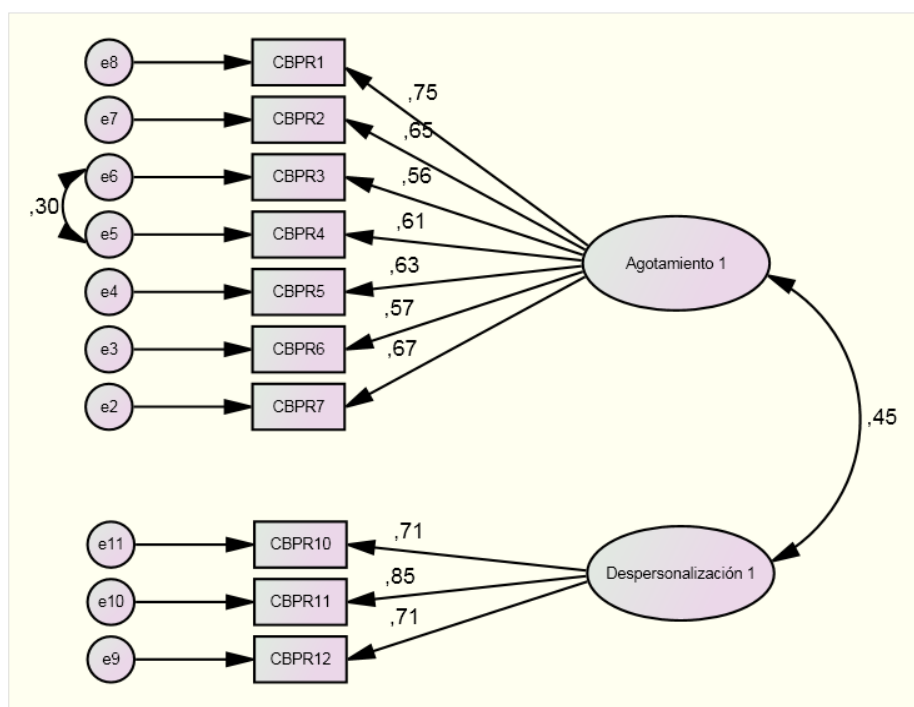 e8
CBPR1
,75
e7
CBPR2
,65
e6
CBPR3
,56
,30
e5
CBPR4
,61
Agotamiento 1
e4
CBPR5
,63
e3
CBPR6
,57
e2
CBPR7
,67
,45
e11
CBPR10
,71
e10
CBPR11
,85
Despersonalización 1
e9
CBPR12
,71